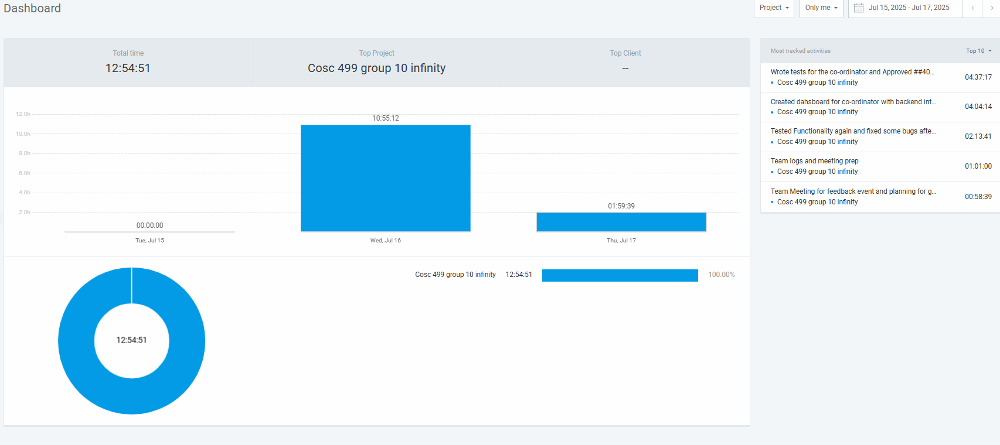 Dashboard
Project
Only me
Jul 15, 2025 - Jul 17, 2025
Total time
12:54:51
Top Project
Cosc 499 group 10 infinity
Top Client
--
12.0h
10.0h
8.0h
6.0h
4.0h
2.0h
00:00:00
10:55:12
01:59:39
Tue, Jul 15
Wed, Jul 16
Thu, Jul 17
12:54:51
Cosc 499 group 10 infinity 12:54:51 100.00%
Most tracked activities Top 10
Wrote tests for the co-ordinator and Approved ##40...
Cosc 499 group 10 infinity
04:37:17
Created dahsboard for co-ordinator with backend int...
Cosc 499 group 10 infinity
04:04:14
Tested Functionality again and fixed some bugs afte...
Cosc 499 group 10 infinity
02:13:41
Team logs and meeting prep
Cosc 499 group 10 infinity
01:01:00
Team Meeting for feedback event and planning for g...
Cosc 499 group 10 infinity
00:58:39